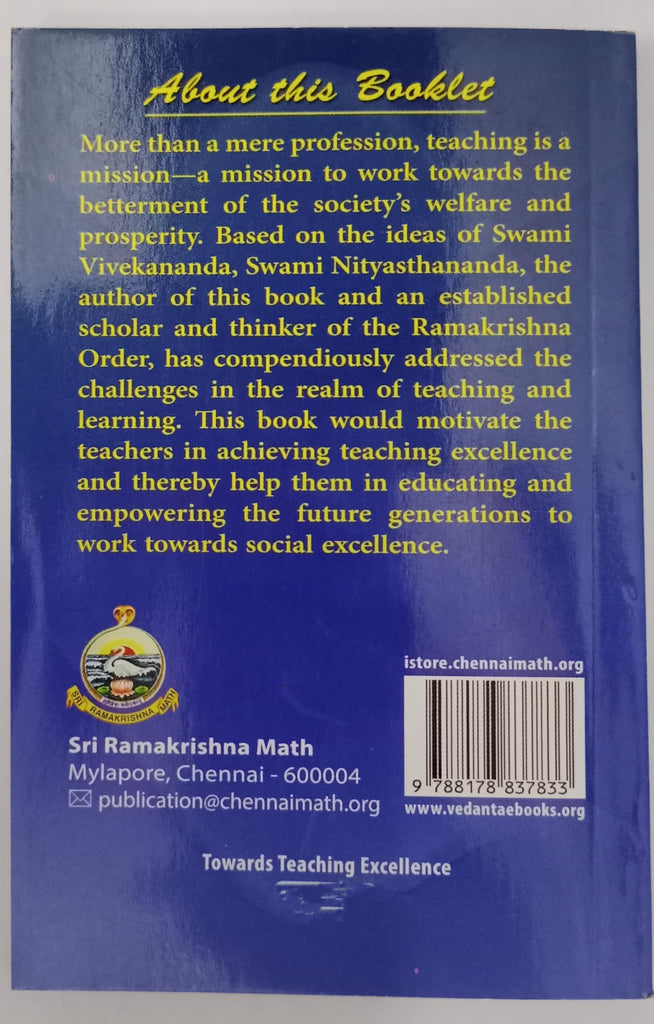 About this Booklet
More than a mere profession, teaching is a
mission—a mission to work towards the
betterment of the society's welfare and
prosperity. Based on the ideas of Swami
Vivekananda, Swami Nityasthananda, the
author of this book and an established
scholar and thinker of the Ramakrishna
Order, has compendiously addressed the
challenges in the realm of teaching and
learning. This book would motivate the
teachers in achieving teaching excellence
and thereby help them in educating and
empowering the future generations to
work towards social excellence.
SRI RAMAKRISHNA MATH
Sri Ramakrishna Math
Mylapore, Chennai - 600004
publication@chennaimath.org
istore.chennaimath.org
9 788178 837833
www.vedantaebooks.org
Towards Teaching Excellence